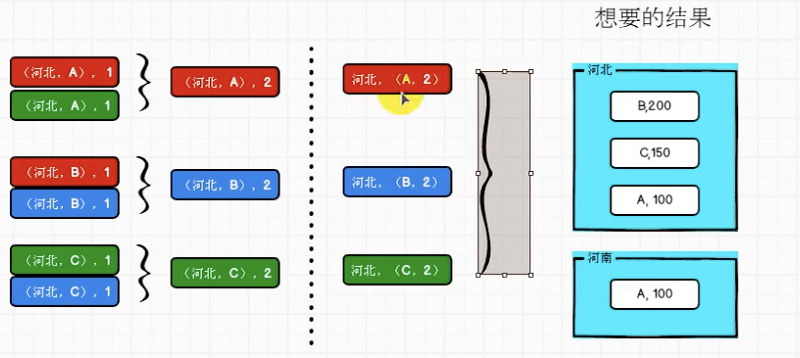 想要的结果
（河北，A），1
（河北，A），1
（河北，A），2
河北，（A，2）
（河北，B），1
（河北，B），1
（河北，B），2
河北，（B，2）
（河北，C），1
（河北，C），1
（河北，C），2
河北，（C，2）
河北
B,200
C,150
A, 100
河南
A, 100